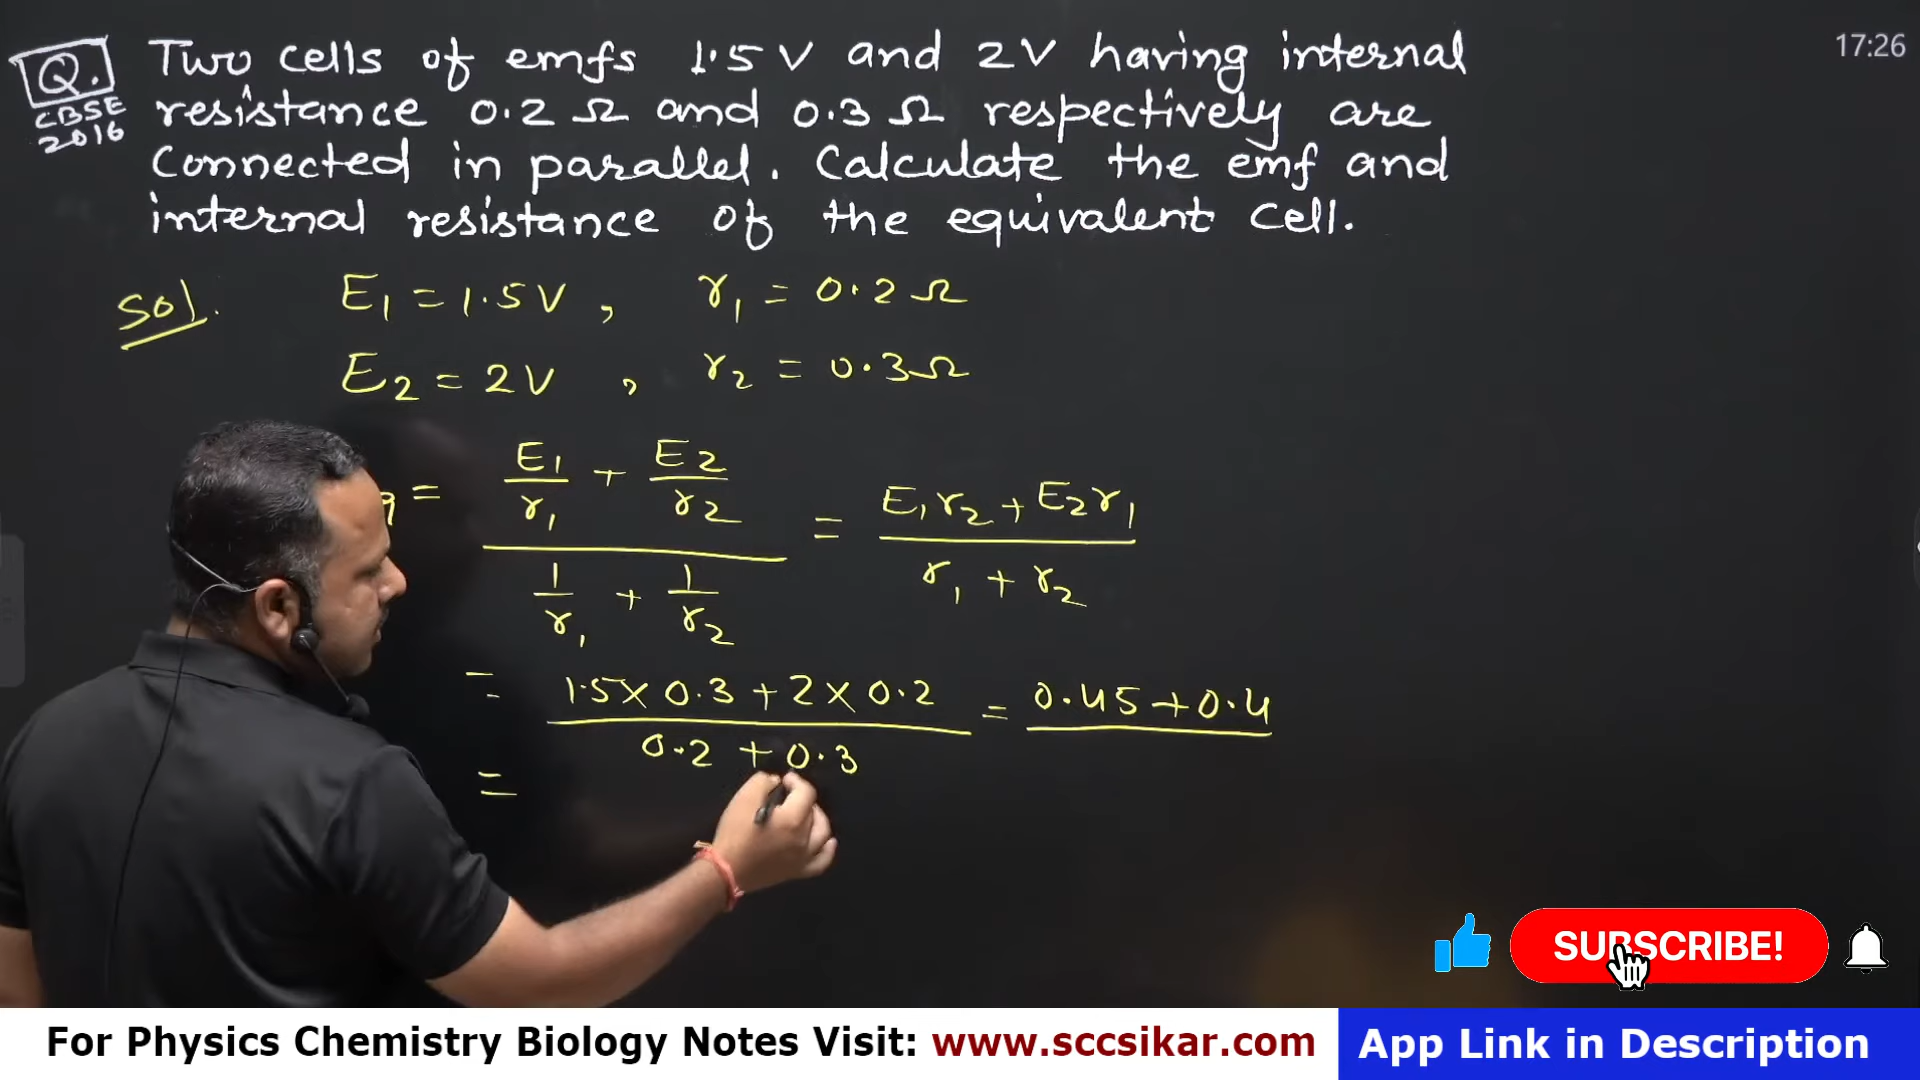 17:26
Q. Two cells of emfs 1.5 V and 2V having internal
CBSE 2016 resistance 0.2 Ω and 0.3 Ω respectively are
Connected in parallel. Calculate the emf and
internal resistance of the equivalent Cell.
Sol. E₁ = 1.5 V , r₁ = 0.2 Ω
E₂ = 2V , r₂ = 0.3 Ω
q = (E₁/r₁ + E₂/r₂) / (1/r₁ + 1/r₂) = (E₁r₂ + E₂r₁) / (r₁ + r₂)
= (1.5 × 0.3 + 2 × 0.2) / (0.2 + 0.3) = 0.45 + 0.4
=
SUBSCRIBE!
For Physics Chemistry Biology Notes Visit: www.sccsikar.com
App Link in Description